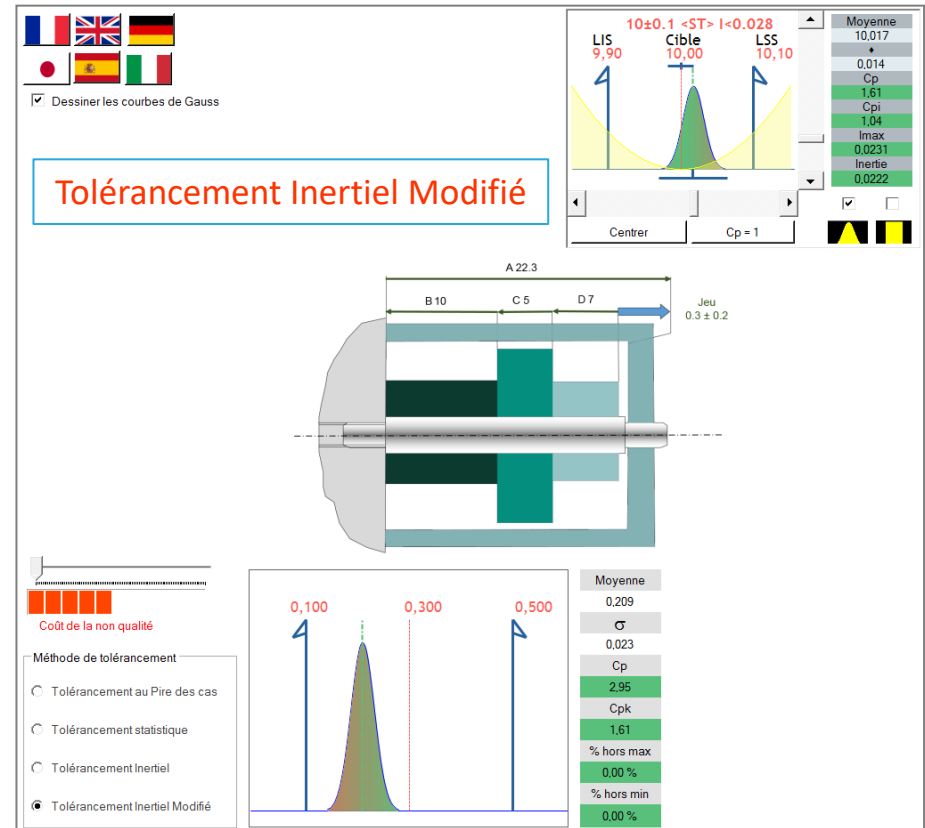 Dessiner les courbes de Gauss
Tolérancement Inertiel Modifié
10±0.1 <ST> I<0.028
LIS Cible LSS
9,90 10,00 10,10
Centrer Cp = 1
Moyenne
10,017
♦
0,014
Cp
1,61
Cpi
1,04
Imax
0,0231
Inertie
0,0222
A 22.3
B 10 C 5 D 7
Jeu
0.3 ± 0.2
Coût de la non qualité
Méthode de tolérancement
Tolérancement au Pire des cas
Tolérancement statistique
Tolérancement Inertiel
Tolérancement Inertiel Modifié
0,100 0,300 0,500
Moyenne
0,209
σ
0,023
Cp
2,95
Cpk
1,61
% hors max
0,00 %
% hors min
0,00 %